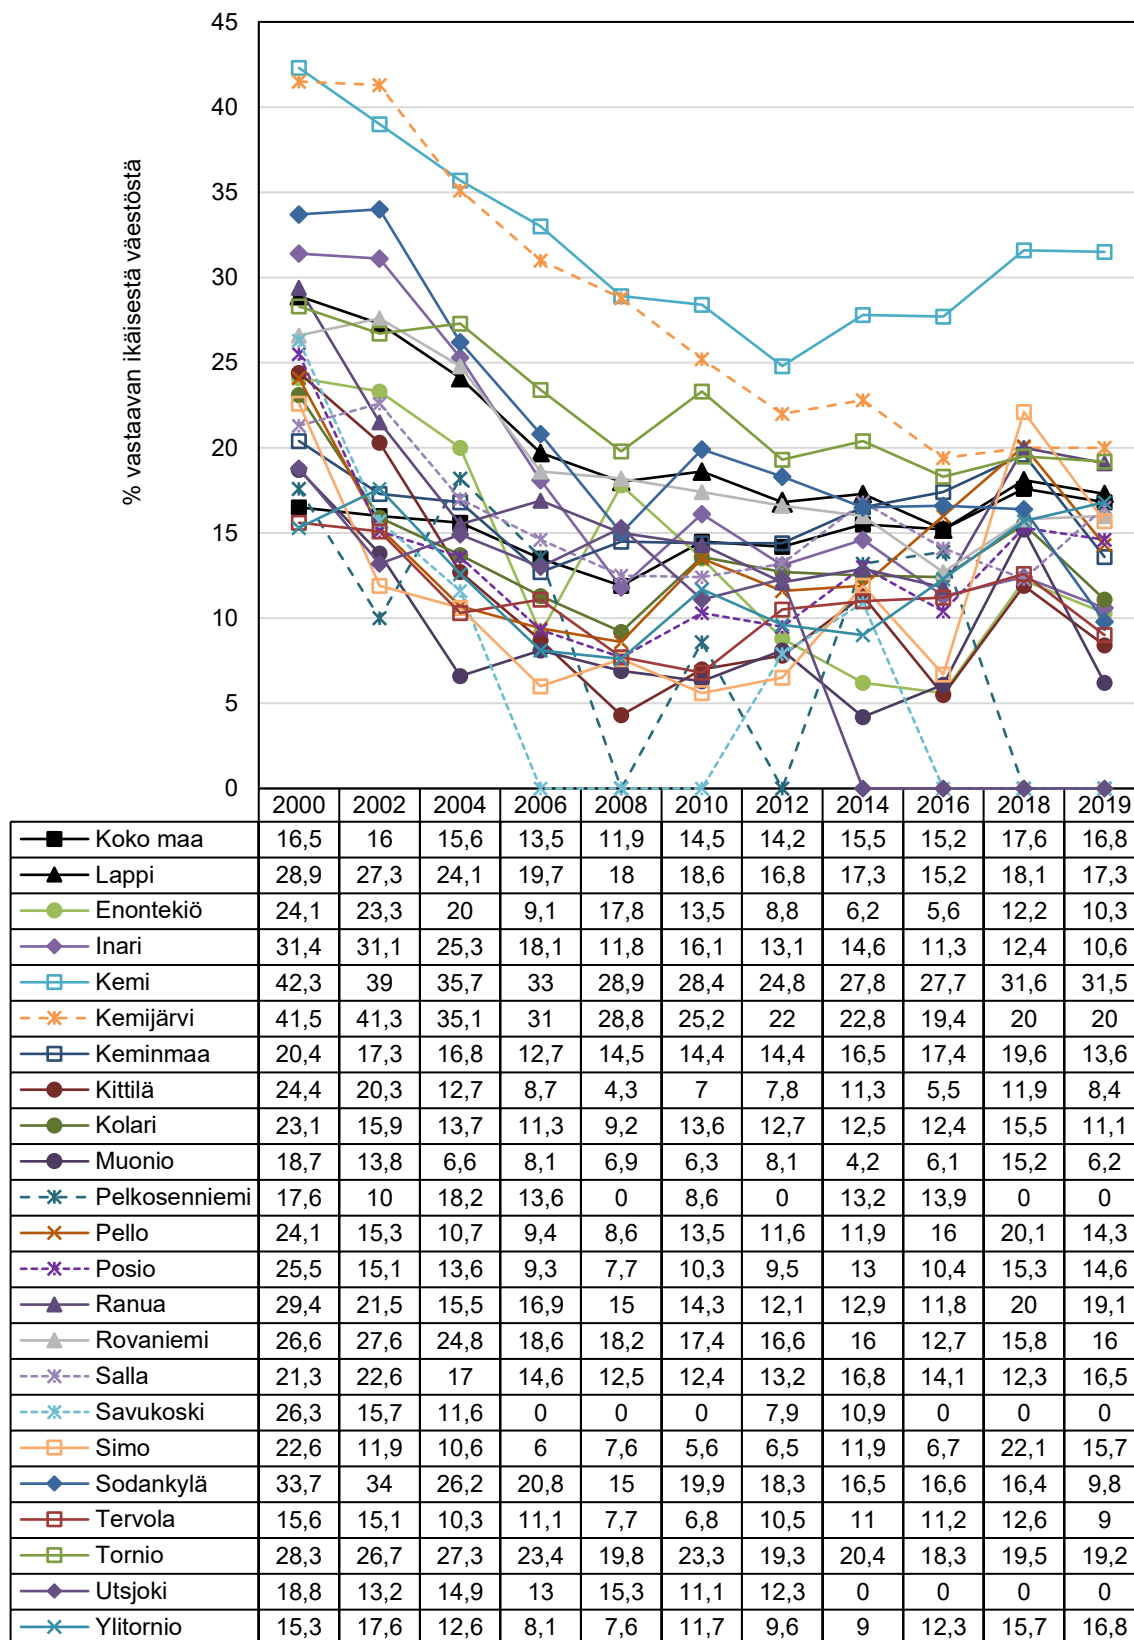 45
40
35
30
25
20
15
10
5
0
% vastaavan ikäisestä väestöstä
2000 2002 2004 2006 2008 2010 2012 2014 2016 2018 2019
Koko maa 16,5 16 15,6 13,5 11,9 14,5 14,2 15,5 15,2 17,6 16,8
Lappi 28,9 27,3 24,1 19,7 18 18,6 16,8 17,3 15,2 18,1 17,3
Enontekiö 24,1 23,3 20 9,1 17,8 13,5 8,8 6,2 5,6 12,2 10,3
Inari 31,4 31,1 25,3 18,1 11,8 16,1 13,1 14,6 11,3 12,4 10,6
Kemi 42,3 39 35,7 33 28,9 28,4 24,8 27,8 27,7 31,6 31,5
Kemijärvi 41,5 41,3 35,1 31 28,8 25,2 22 22,8 19,4 20 20
Keminmaa 20,4 17,3 16,8 12,7 14,5 14,4 14,4 16,5 17,4 19,6 13,6
Kittilä 24,4 20,3 12,7 8,7 4,3 7 7,8 11,3 5,5 11,9 8,4
Kolari 23,1 15,9 13,7 11,3 9,2 13,6 12,7 12,5 12,4 15,5 11,1
Muonio 18,7 13,8 6,6 8,1 6,9 6,3 8,1 4,2 6,1 15,2 6,2
Pelkosenniemi 17,6 10 18,2 13,6 0 8,6 0 13,2 13,9 0 0
Pello 24,1 15,3 10,7 9,4 8,6 13,5 11,6 11,9 16 20,1 14,3
Posio 25,5 15,1 13,6 9,3 7,7 10,3 9,5 13 10,4 15,3 14,6
Ranua 29,4 21,5 15,5 16,9 15 14,3 12,1 12,9 11,8 20 19,1
Rovaniemi 26,6 27,6 24,8 18,6 18,2 17,4 16,6 16 12,7 15,8 16
Salla 21,3 22,6 17 14,6 12,5 12,4 13,2 16,8 14,1 12,3 16,5
Savukoski 26,3 15,7 11,6 0 0 0 7,9 10,9 0 0 0
Simo 22,6 11,9 10,6 6 7,6 5,6 6,5 11,9 6,7 22,1 15,7
Sodankylä 33,7 34 26,2 20,8 15 19,9 18,3 16,5 16,6 16,4 9,8
Tervola 15,6 15,1 10,3 11,1 7,7 6,8 10,5 11 11,2 12,6 9
Tornio 28,3 26,7 27,3 23,4 19,8 23,3 19,3 20,4 18,3 19,5 19,2
Utsjoki 18,8 13,2 14,9 13 15,3 11,1 12,3 0 0 0 0
Ylitornio 15,3 17,6 12,6 8,1 7,6 11,7 9,6 9 12,3 15,7 16,8